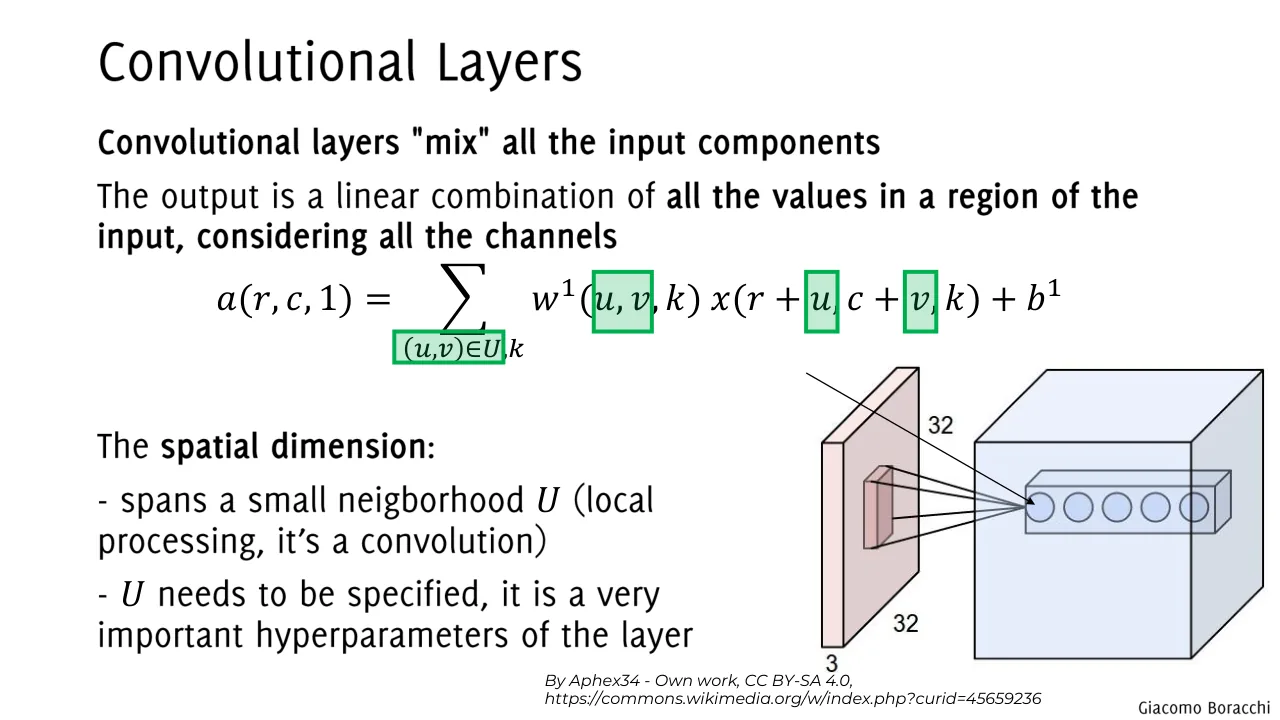 Convolutional Layers
Convolutional layers "mix" all the input components
The output is a linear combination of all the values in a region of the
input, considering all the channels
a(r, c, 1) = ∑ w¹(u, v, k) x(r + u, c + v, k) + b¹
(u,v)∈U,k
The spatial dimension:
- spans a small neigborhood U (local
processing, it's a convolution)
- U needs to be specified, it is a very
important hyperparameters of the layer
32
32
3
By Aphex34 - Own work, CC BY-SA 4.0,
https://commons.wikimedia.org/w/index.php?curid=45659236
Giacomo Boracchi